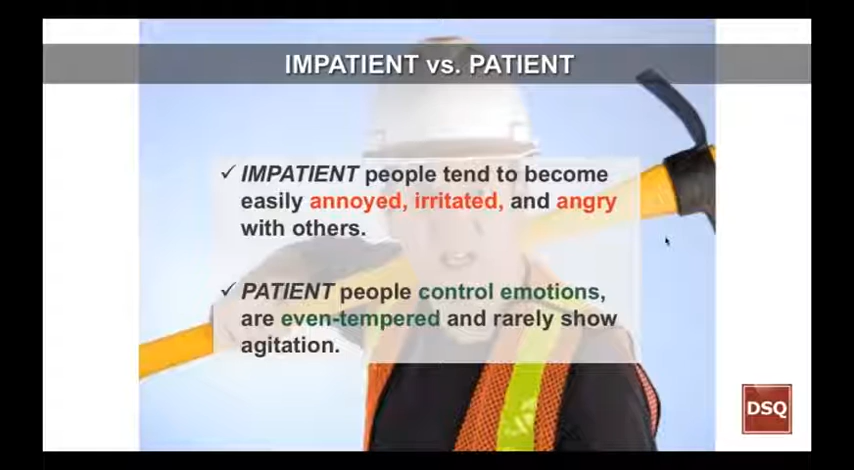 IMPATIENT vs. PATIENT
✓ IMPATIENT people tend to become
easily annoyed, irritated, and angry
with others.
✓ PATIENT people control emotions,
are even-tempered and rarely show
agitation.
DSQ